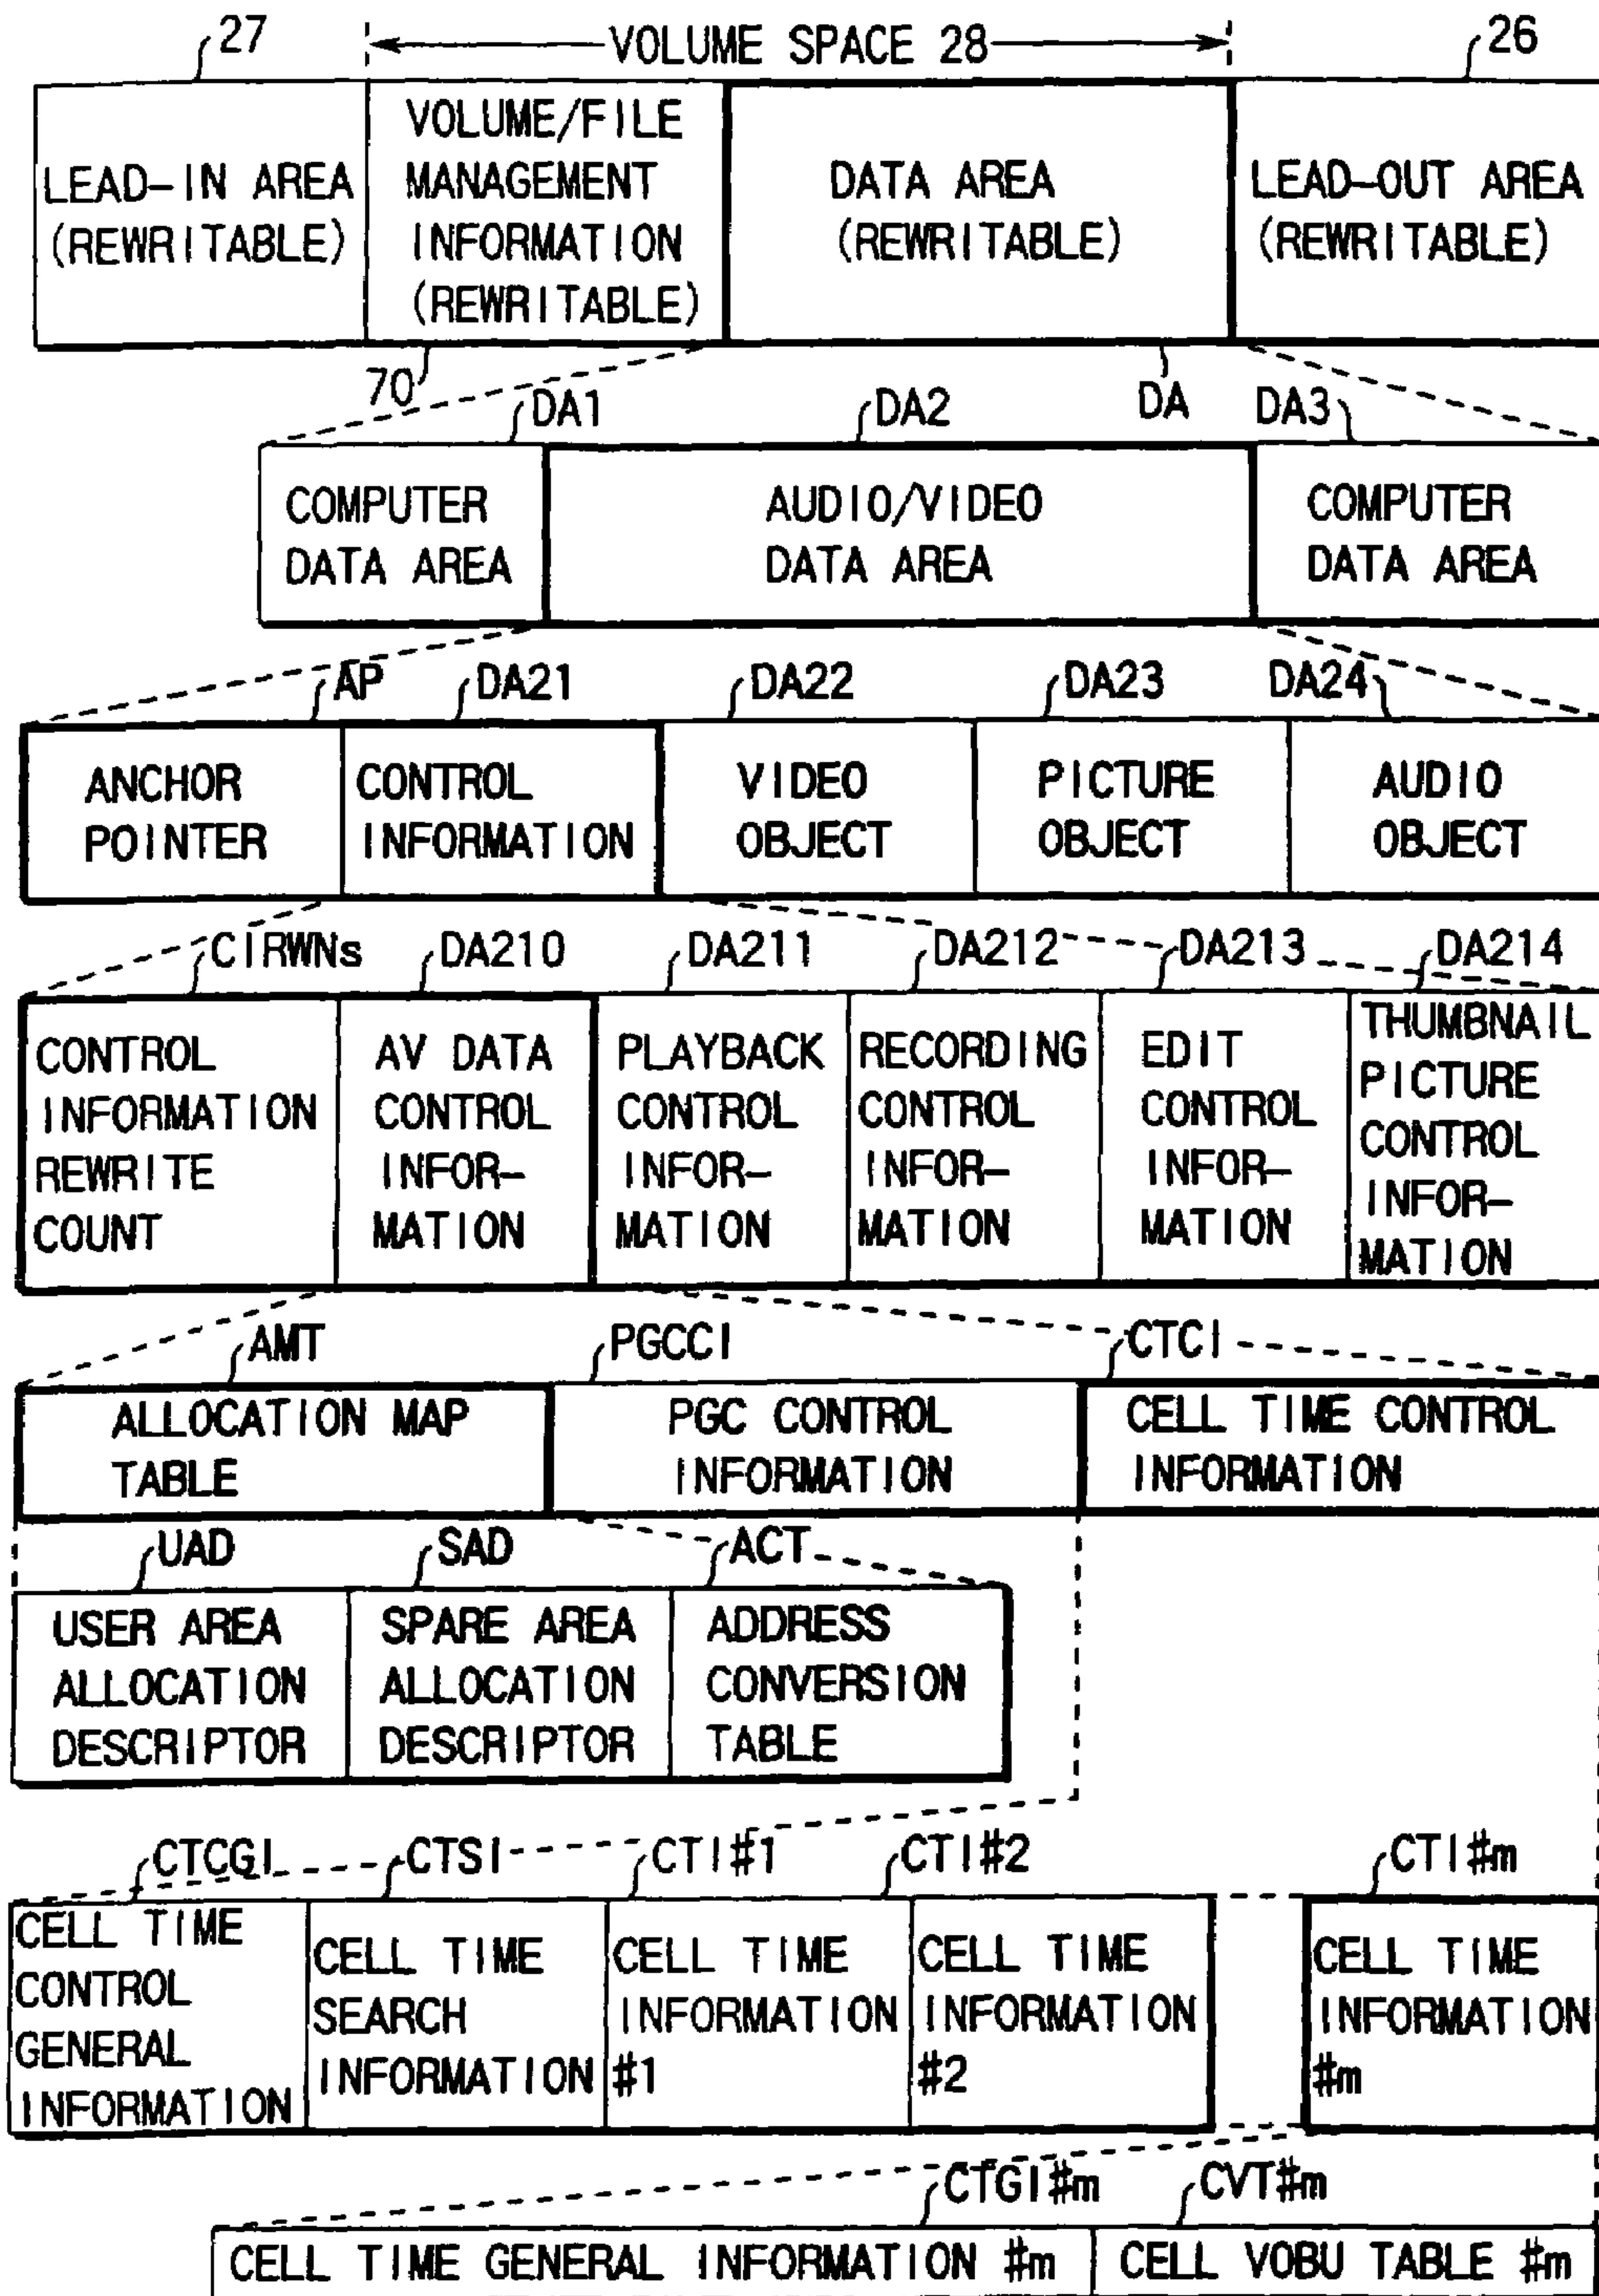 27
VOLUME SPACE 28
26
LEAD-IN AREA
(REWRITABLE)
VOLUME/FILE
MANAGEMENT
INFORMATION
(REWRITABLE)
DATA AREA
(REWRITABLE)
LEAD-OUT AREA
(REWRITABLE)
70
DA
DA1
DA2
DA3
COMPUTER
DATA AREA
AUDIO/VIDEO
DATA AREA
COMPUTER
DATA AREA
AP
DA21
DA22
DA23
DA24
ANCHOR
POINTER
CONTROL
INFORMATION
VIDEO
OBJECT
PICTURE
OBJECT
AUDIO
OBJECT
CIRWNs
DA210
DA211
DA212
DA213
DA214
CONTROL
INFORMATION
REWRITE
COUNT
AV DATA
CONTROL
INFOR-
MATION
PLAYBACK
CONTROL
INFOR-
MATION
RECORDING
CONTROL
INFOR-
MATION
EDIT
CONTROL
INFOR-
MATION
THUMBNAIL
PICTURE
CONTROL
INFOR-
MATION
AMT
PGCCI
CTCI
ALLOCATION MAP
TABLE
PGC CONTROL
INFORMATION
CELL TIME CONTROL
INFORMATION
UAD
SAD
ACT
USER AREA
ALLOCATION
DESCRIPTOR
SPARE AREA
ALLOCATION
DESCRIPTOR
ADDRESS
CONVERSION
TABLE
CTCGI
CTSI
CTI#1
CTI#2
CTI#m
CELL TIME
CONTROL
GENERAL
INFORMATION
CELL TIME
SEARCH
INFORMATION
CELL TIME
INFORMATION
#1
CELL TIME
INFORMATION
#2
CELL TIME
INFORMATION
#m
CTGI#m
CVT#m
CELL TIME GENERAL INFORMATION #m
CELL VOBU TABLE #m